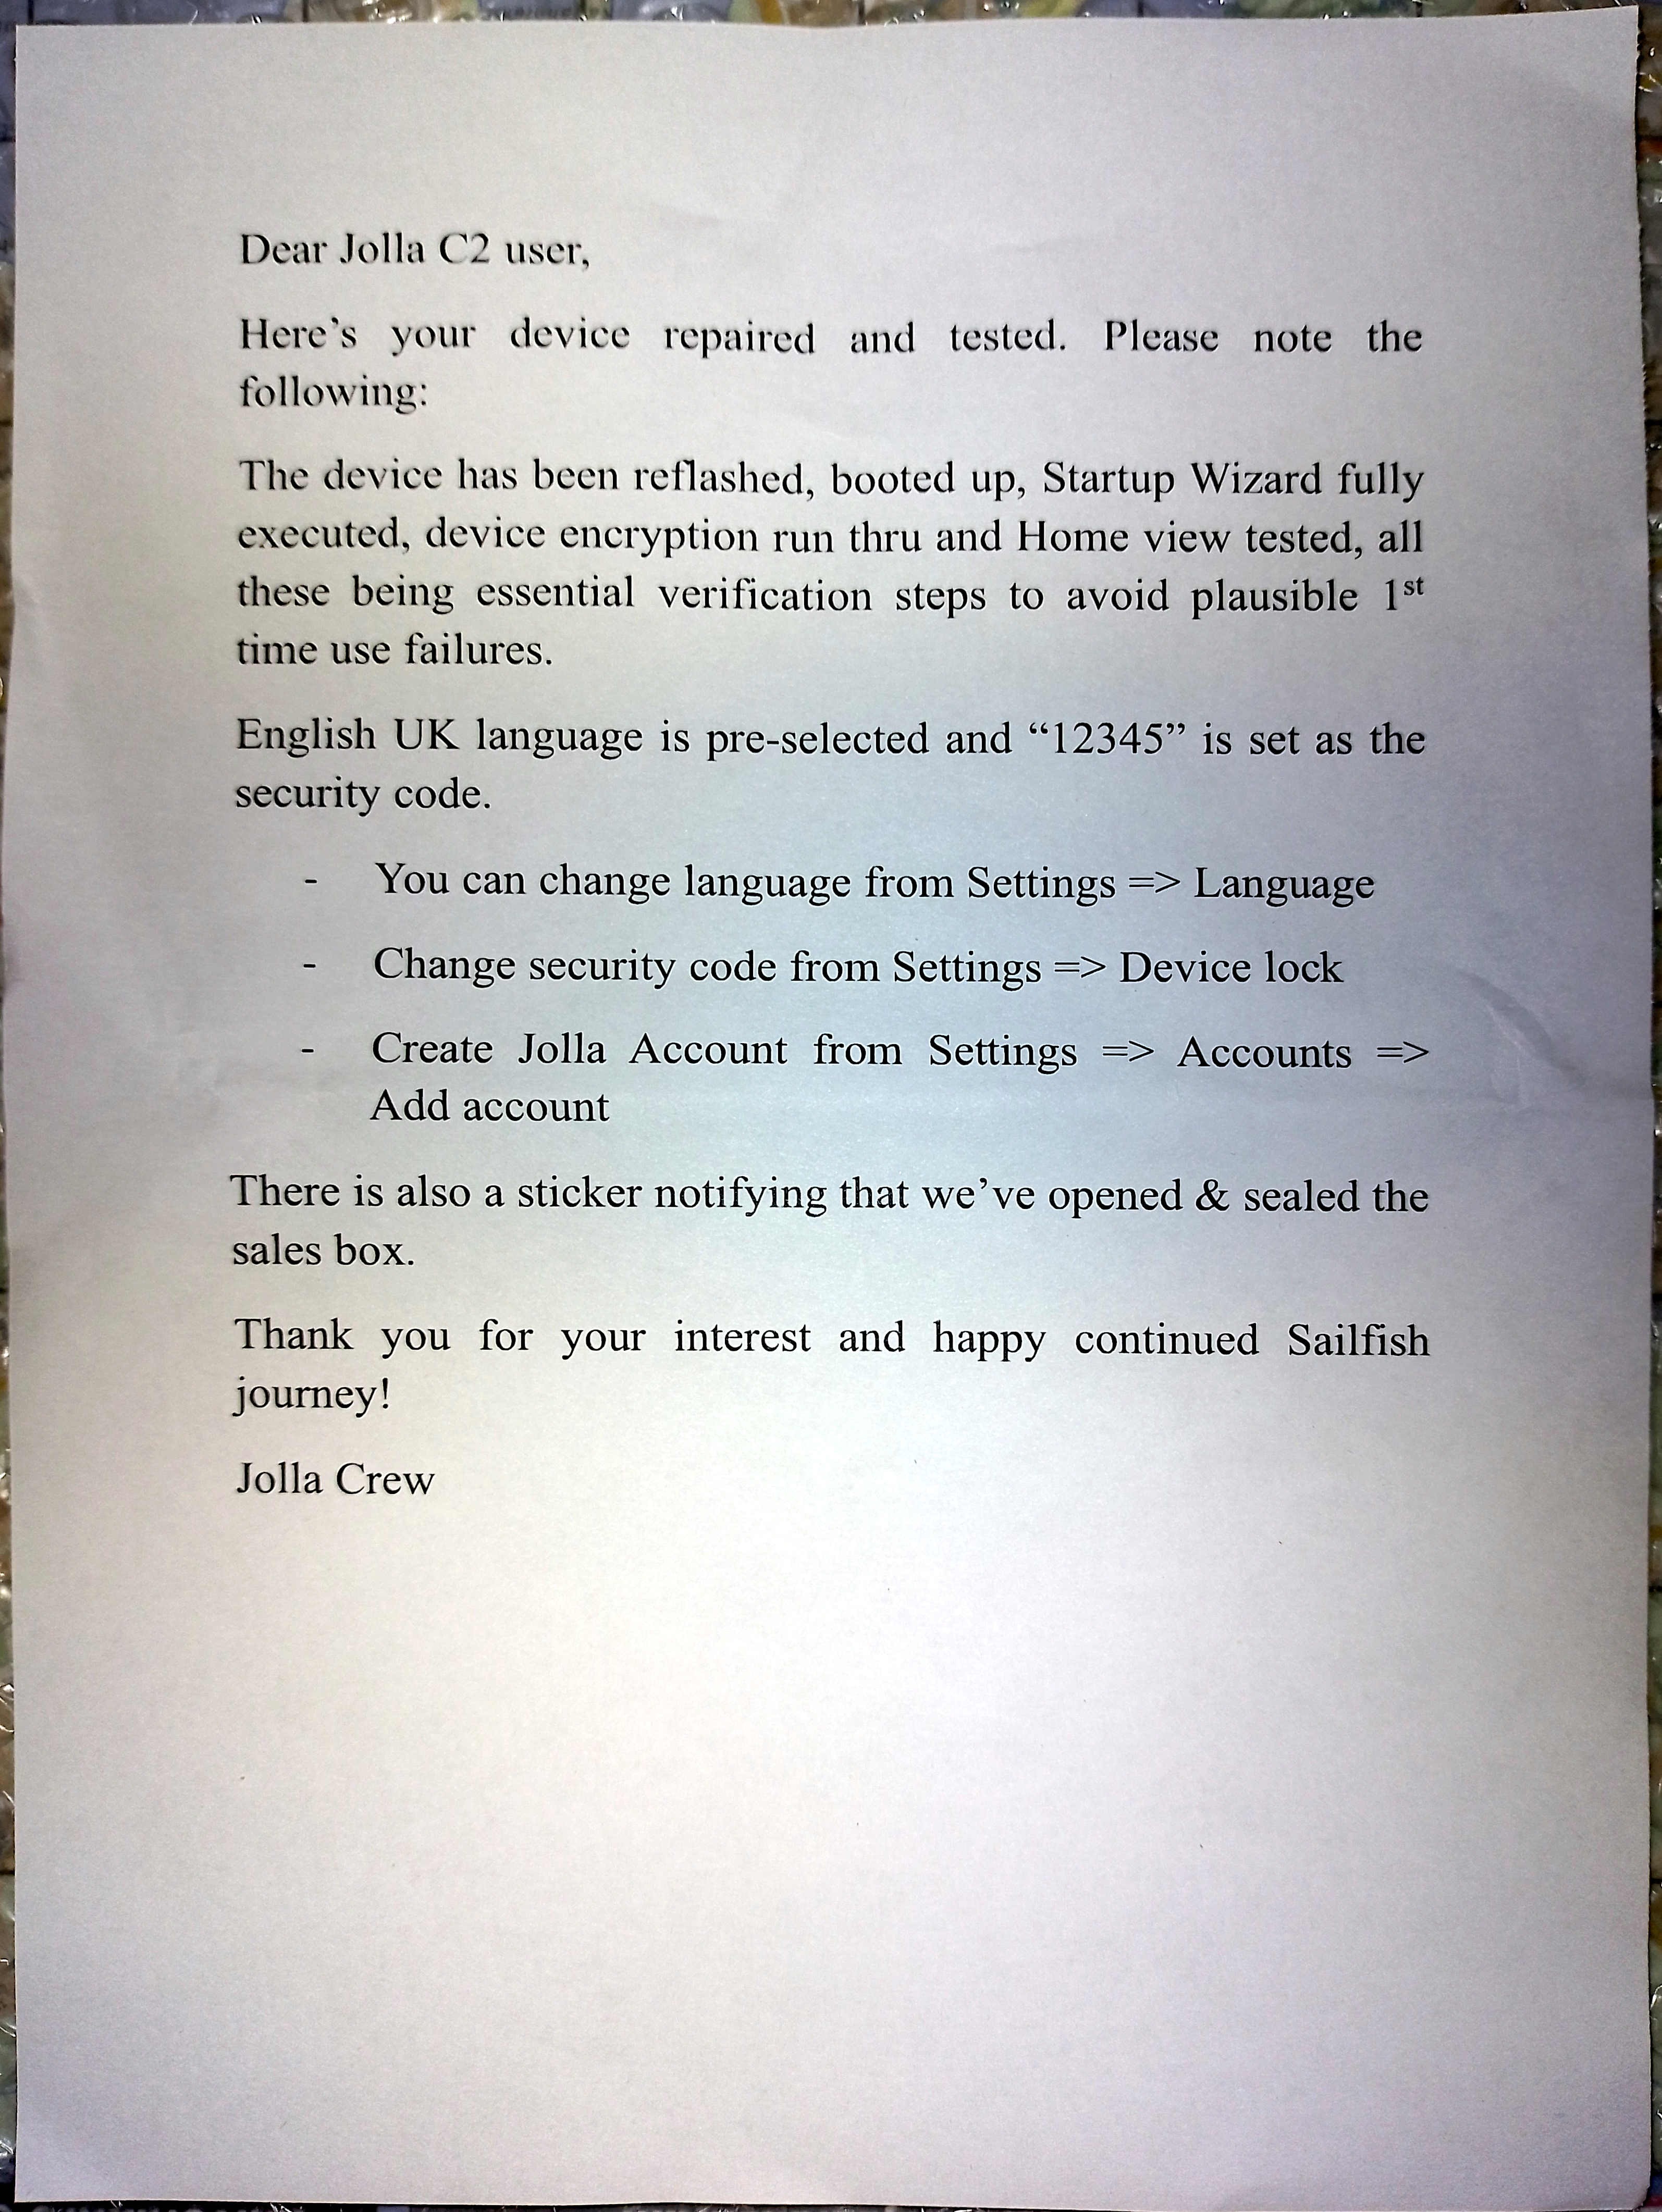 Dear Jolla C2 user,
Here’s your device repaired and tested. Please note the
following:
The device has been reflashed, booted up, Startup Wizard fully
executed, device encryption run thru and Home view tested, all
these being essential verification steps to avoid plausible 1st
time use failures.
English UK language is pre-selected and “12345” is set as the
security code.
- You can change language from Settings => Language
- Change security code from Settings => Device lock
- Create Jolla Account from Settings => Accounts =>
Add account
There is also a sticker notifying that we’ve opened & sealed the
sales box.
Thank you for your interest and happy continued Sailfish
journey!
Jolla Crew